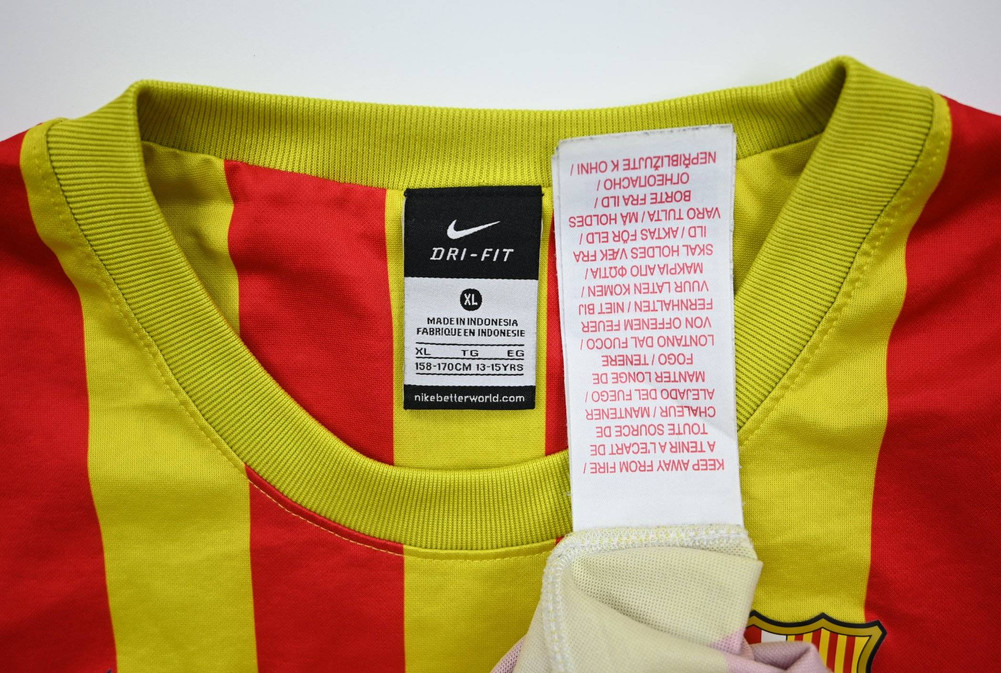 DRI-FIT
XL
MADE IN INDONESIA
FABRIQUE EN INDONESIE
XL TG EG
158-170CM 13-15YRS
nikebetterworld.com
KEEP AWAY FROM FIRE /
A TENIR A L'ECART DE
TOUTE SOURCE DE
CHALEUR / MANTENER
ALEJADO DEL FUEGO /
MANTER LONGE DE
FOGO / TENERE
LONTANO DAL FUOCO /
VON OFFENEM FEUER
FERNHALTEN / NIET BIJ
VUUR LATEN KOMEN /
ΜΑΚΡΙΑ ΑΠΟ ΦΩΤΙΑ /
SKAL HOLDES VÆK FRA
ILD / AKTAS FÖR ELD /
VARO TULTA / MÅ HOLDES
BORTE FRA ILD /
ОГНЕОПАСНО /
NEPŘIBLIŽUJTE K OHNI /